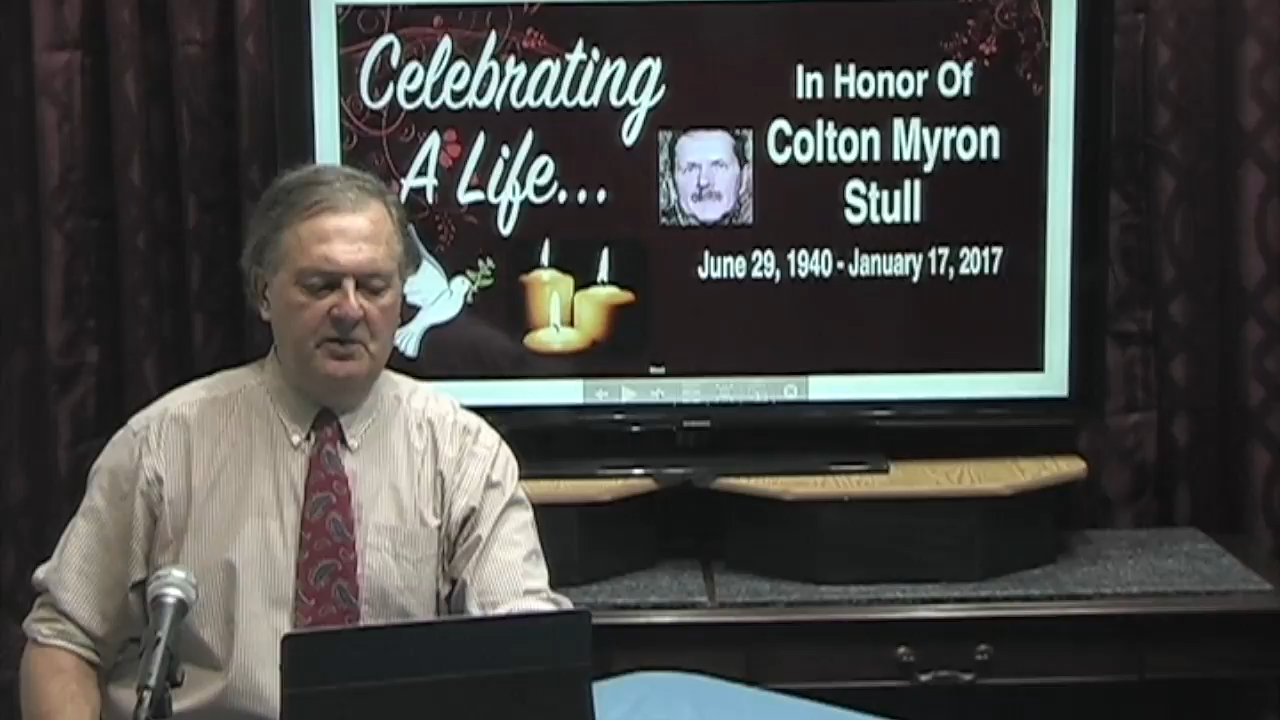 Celebrating
A Life...
In Honor Of
Colton Myron
Stull
June 29, 1940 - January 17, 2017